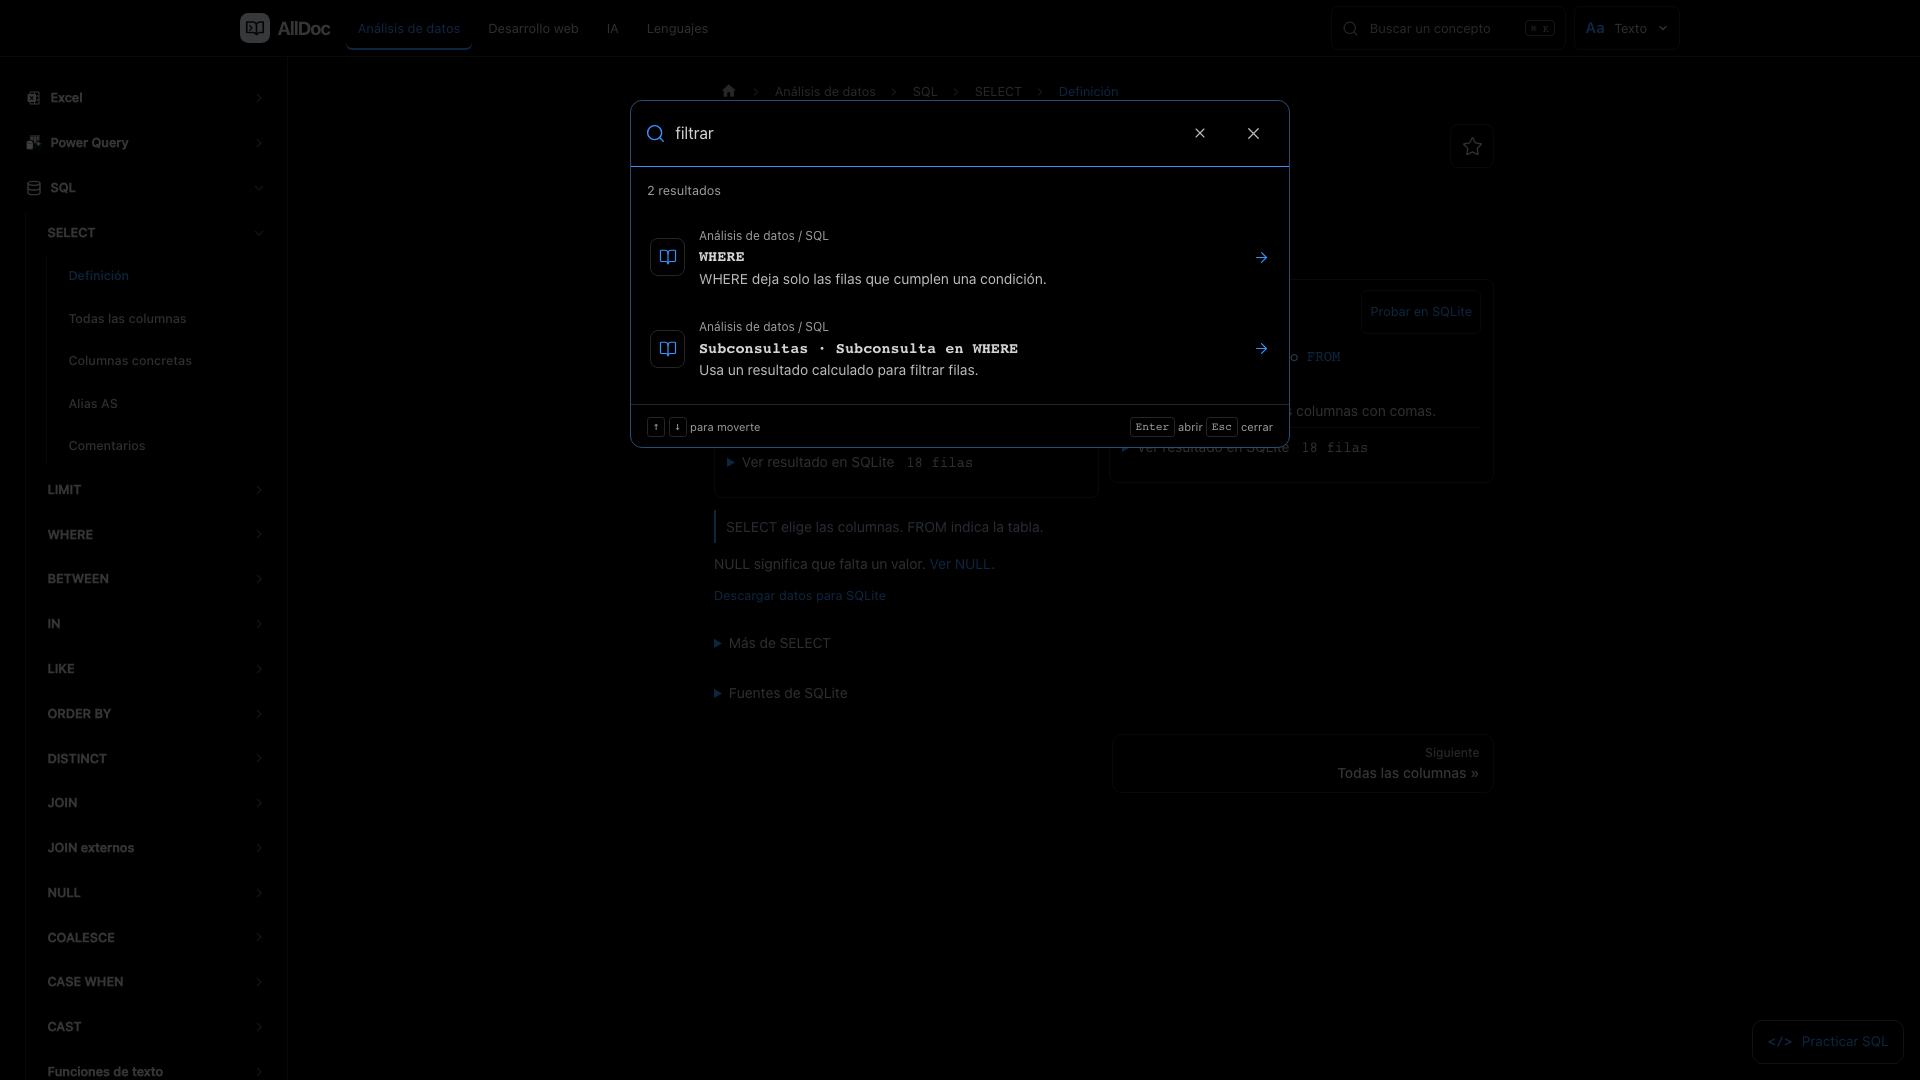 AllDoc
Análisis de datos
Desarrollo web
IA
Lenguajes
Buscar un concepto
⌘ K
Aa Texto
Excel
Power Query
SQL
SELECT
Definición
Todas las columnas
Columnas concretas
Alias AS
Comentarios
LIMIT
WHERE
BETWEEN
IN
LIKE
ORDER BY
DISTINCT
JOIN
JOIN externos
NULL
COALESCE
CASE WHEN
CAST
Funciones de texto
Análisis de datos
SQL
SELECT
Definición
filtrar
2 resultados
Análisis de datos / SQL
WHERE
WHERE deja solo las filas que cumplen una condición.
Análisis de datos / SQL
Subconsultas · Subconsulta en WHERE
Usa un resultado calculado para filtrar filas.
↑ ↓ para moverte
Enter abrir Esc cerrar
Probar en SQLite
o FROM
columnas con comas.
Ver resultado en SQLite 18 filas
Ver resultado en SQLite 18 filas
SELECT elige las columnas. FROM indica la tabla.
NULL significa que falta un valor. Ver NULL.
Descargar datos para SQLite
Más de SELECT
Fuentes de SQLite
Siguiente
Todas las columnas »
</> Practicar SQL